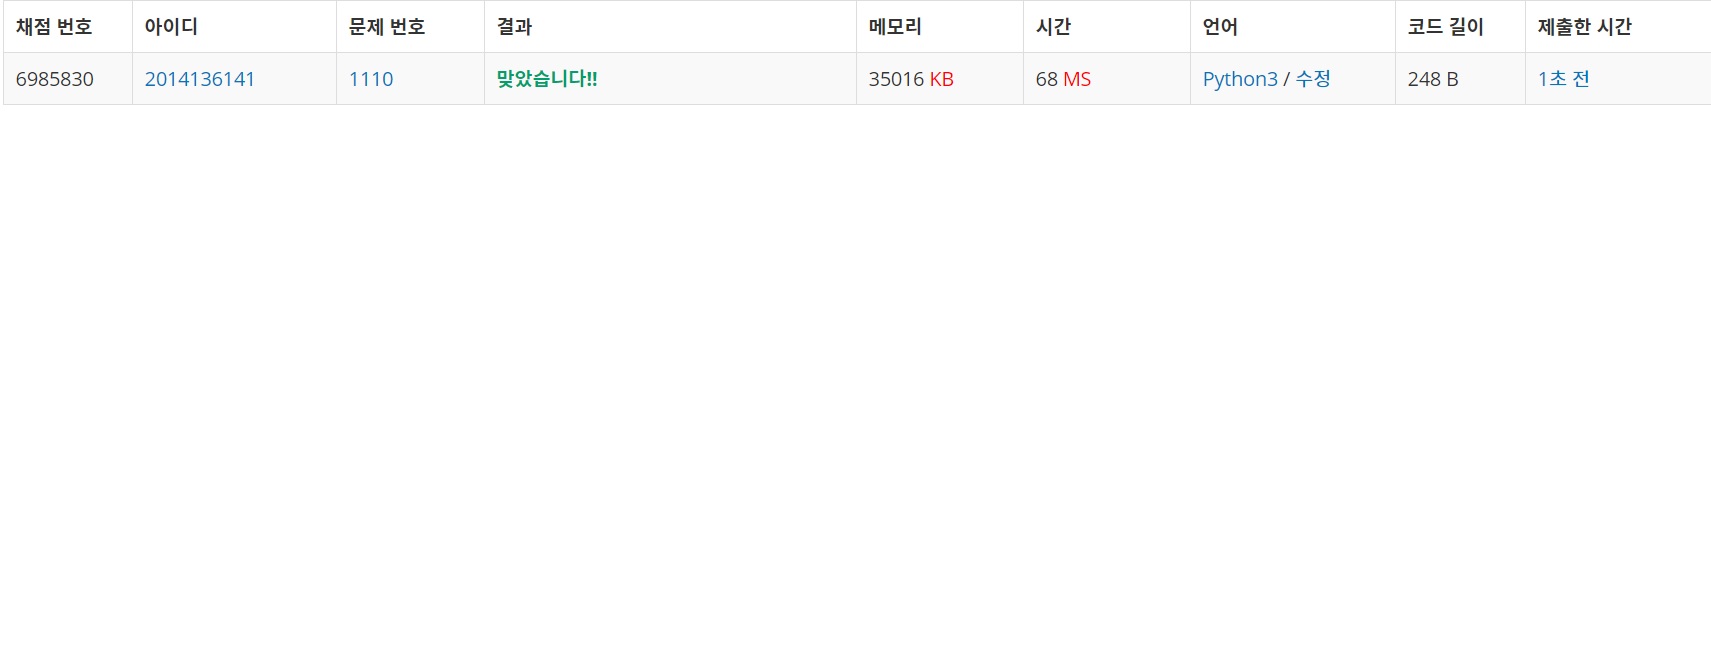 채점 번호 아이디 문제 번호 결과 메모리 시간 언어 코드 길이 제출한 시간
6985830 2014136141 1110 맞았습니다!! 35016 KB 68 MS Python3 / 수정 248 B 1초 전